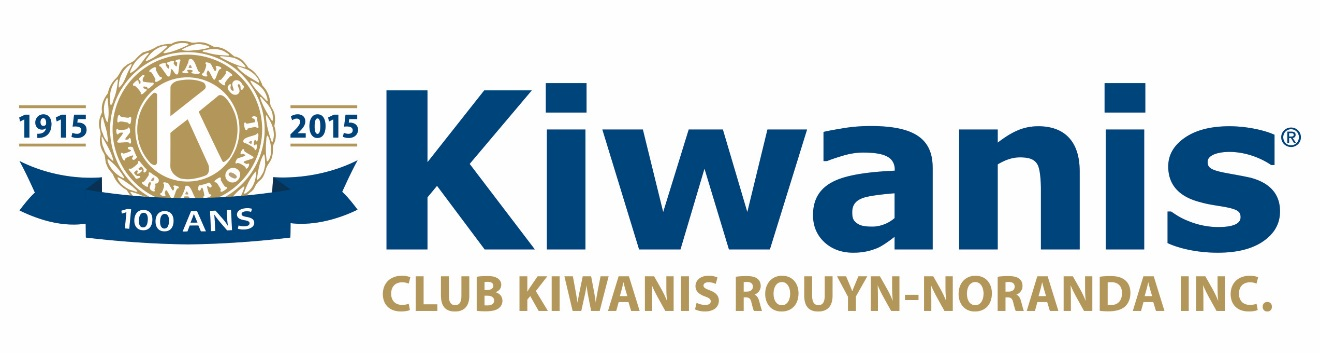 KIWANIS
K
INTERNATIONAL
1915
2015
100 ANS
Kiwanis®
CLUB KIWANIS ROUYN-NORANDA INC.